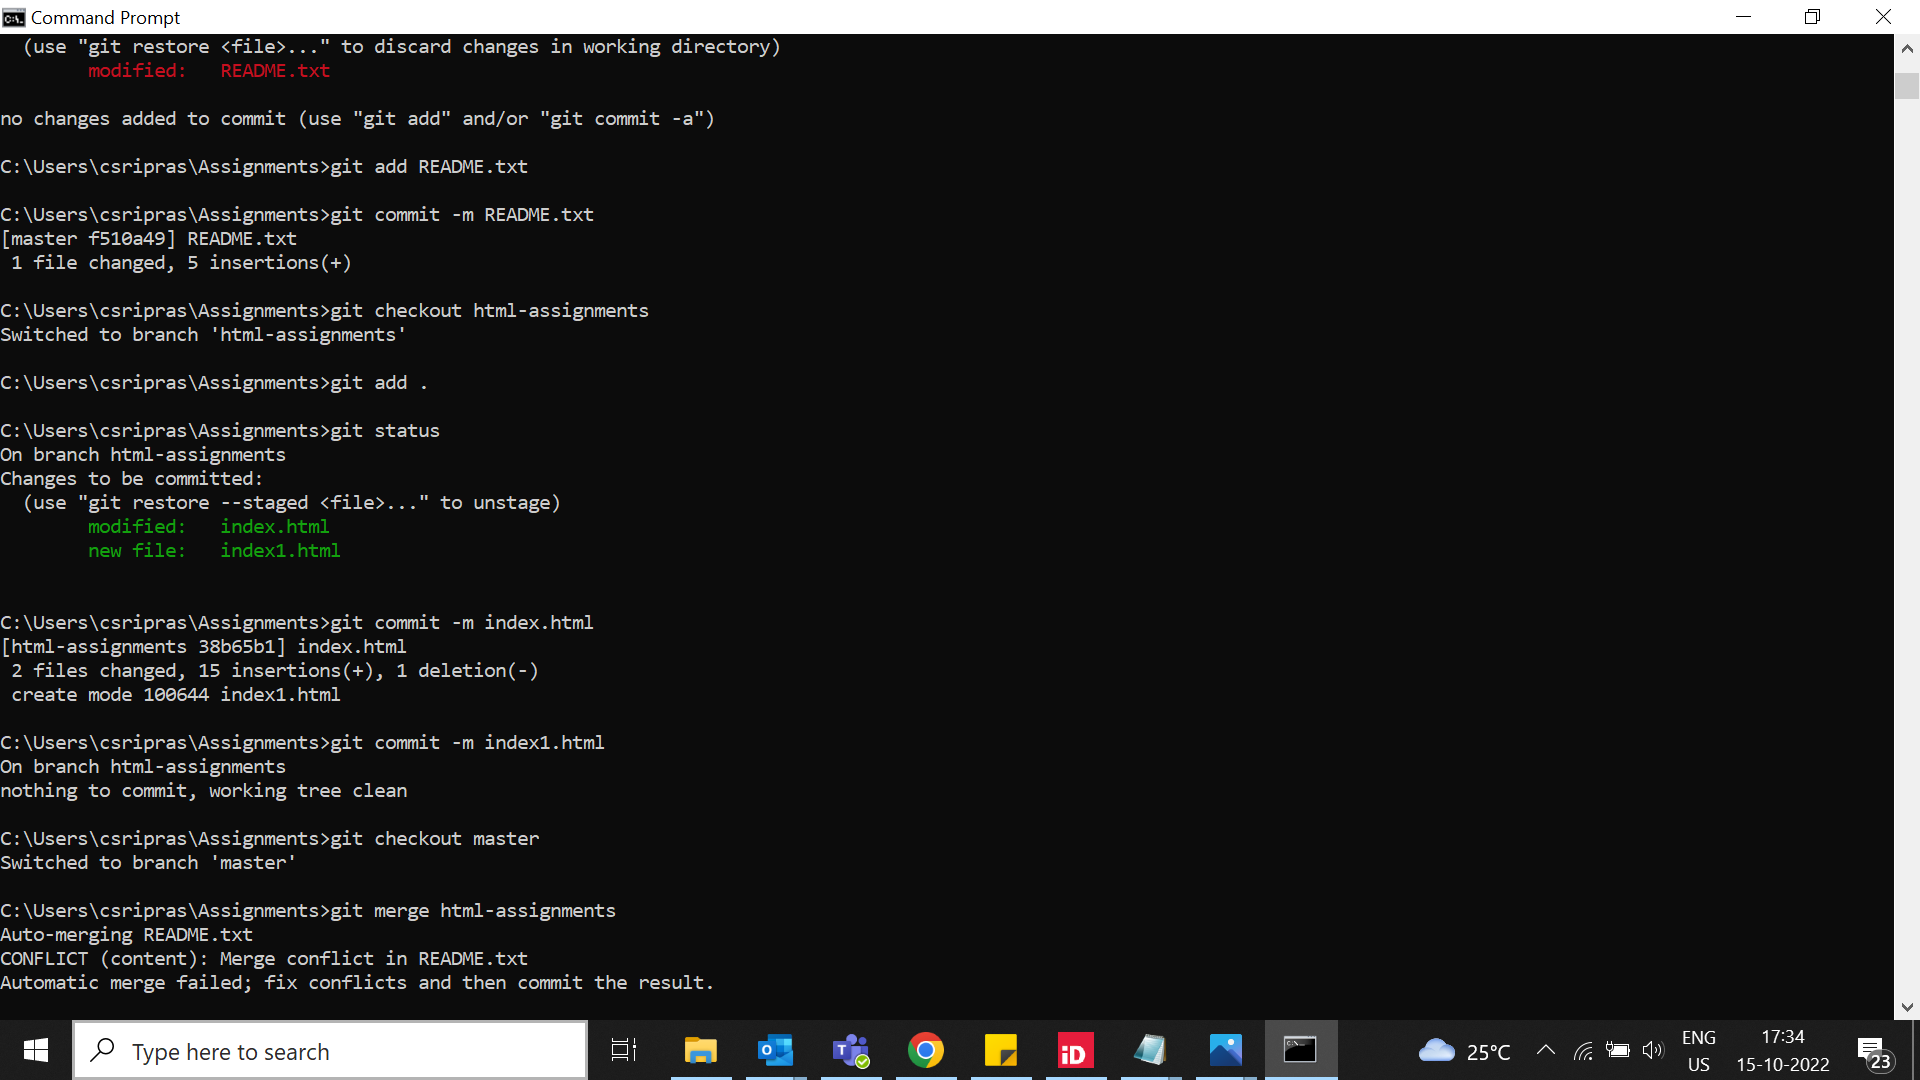 Command Prompt
(use "git restore <file>..." to discard changes in working directory)
modified:   README.txt
no changes added to commit (use "git add" and/or "git commit -a")
C:\Users\csripras\Assignments>git add README.txt
C:\Users\csripras\Assignments>git commit -m README.txt
[master f510a49] README.txt
1 file changed, 5 insertions(+)
C:\Users\csripras\Assignments>git checkout html-assignments
Switched to branch 'html-assignments'
C:\Users\csripras\Assignments>git add .
C:\Users\csripras\Assignments>git status
On branch html-assignments
Changes to be committed:
(use "git restore --staged <file>..." to unstage)
modified:   index.html
new file:   index1.html
C:\Users\csripras\Assignments>git commit -m index.html
[html-assignments 38b65b1] index.html
2 files changed, 15 insertions(+), 1 deletion(-)
create mode 100644 index1.html
C:\Users\csripras\Assignments>git commit -m index1.html
On branch html-assignments
nothing to commit, working tree clean
C:\Users\csripras\Assignments>git checkout master
Switched to branch 'master'
C:\Users\csripras\Assignments>git merge html-assignments
Auto-merging README.txt
CONFLICT (content): Merge conflict in README.txt
Automatic merge failed; fix conflicts and then commit the result.
Type here to search
25°C
ENG
US
17:34
15-10-2022
23